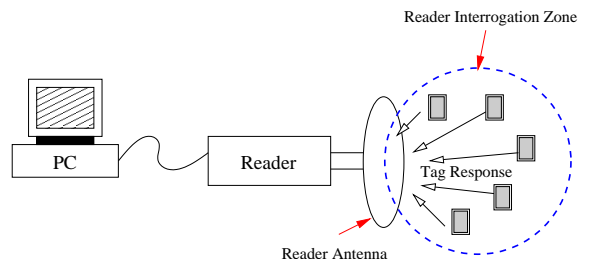 Reader Interrogation Zone
PC
Reader
Tag Response
Reader Antenna